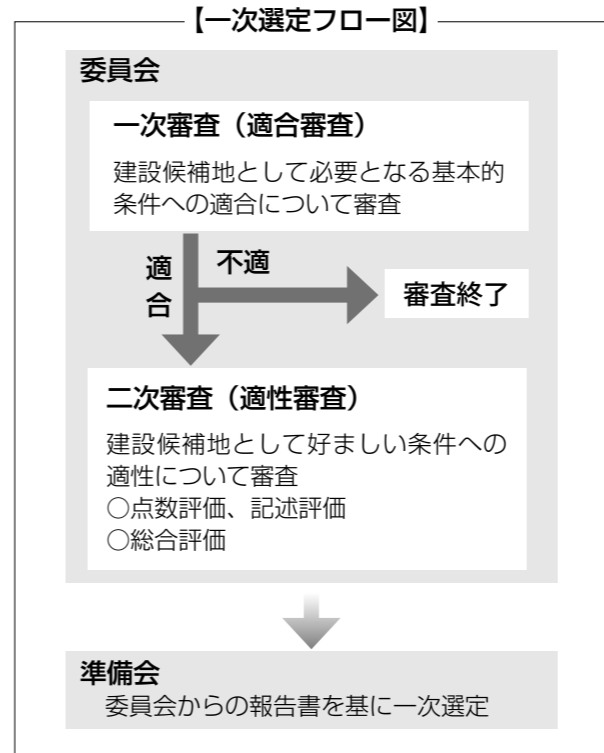 【一次選定フロー図】
委員会
一次審査（適合審査）
建設候補地として必要となる基本的
条件への適合について審査
適合
不適
審査終了
二次審査（適性審査）
建設候補地として好ましい条件への
適性について審査
○点数評価、記述評価
○総合評価
準備会
委員会からの報告書を基に一次選定